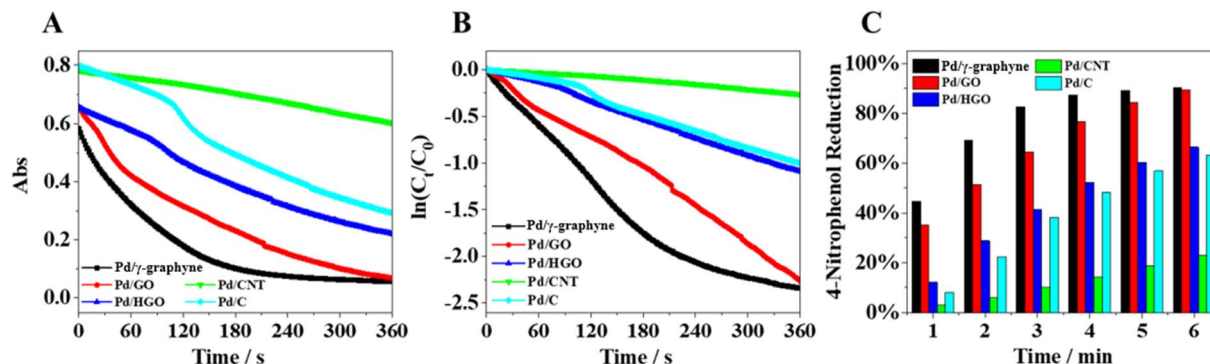 A
Abs
0.8
0.6
0.4
0.2
0.0
Pd/γ-graphyne
Pd/GO
Pd/CNT
Pd/HGO
Pd/C
0 60 120 180 240 300 360
Time / s
B
ln(Ct/C0)
0.0
-0.5
-1.0
-1.5
-2.0
-2.5
Pd/γ-graphyne
Pd/GO
Pd/HGO
Pd/CNT
Pd/C
0 60 120 180 240 300 360
Time / s
C
4-Nitrophenol Reduction
100%
80%
60%
40%
20%
0%
Pd/γ-graphyne
Pd/CNT
Pd/GO
Pd/C
Pd/HGO
1 2 3 4 5 6
Time / min